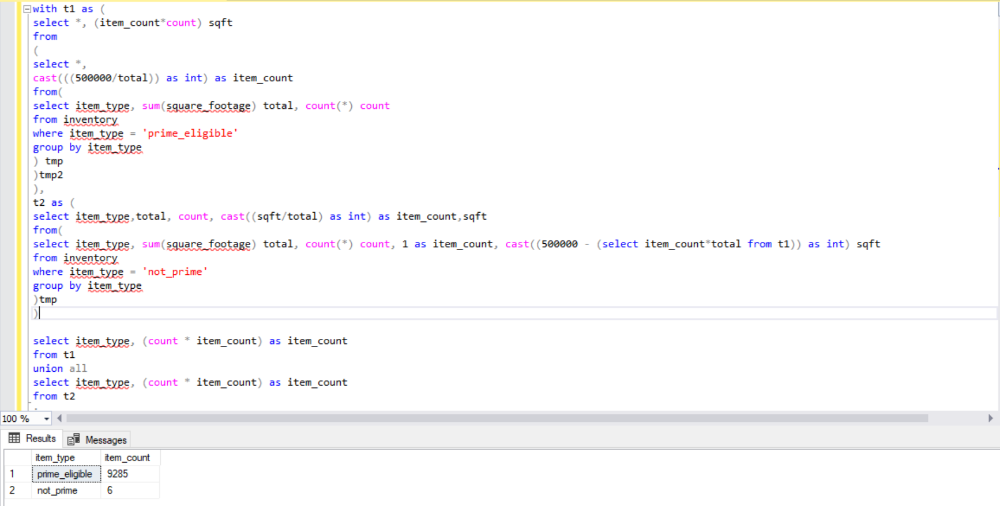 with t1 as (
select *, (item_count*count) sqft
from
(
select *,
cast(((500000/total)) as int) as item_count
from(
select item_type, sum(square_footage) total, count(*) count
from inventory
where item_type = 'prime_eligible'
group by item_type
) tmp
)tmp2
),
t2 as (
select item_type,total, count, cast((sqft/total) as int) as item_count,sqft
from(
select item_type, sum(square_footage) total, count(*) count, 1 as item_count, cast((500000 - (select item_count*total from t1)) as int) sqft
from inventory
where item_type = 'not_prime'
group by item_type
)tmp
)
select item_type, (count * item_count) as item_count
from t1
union all
select item_type, (count * item_count) as item_count
from t2
100 %
Results Messages
item_type item_count
1 prime_eligible 9285
2 not_prime 6